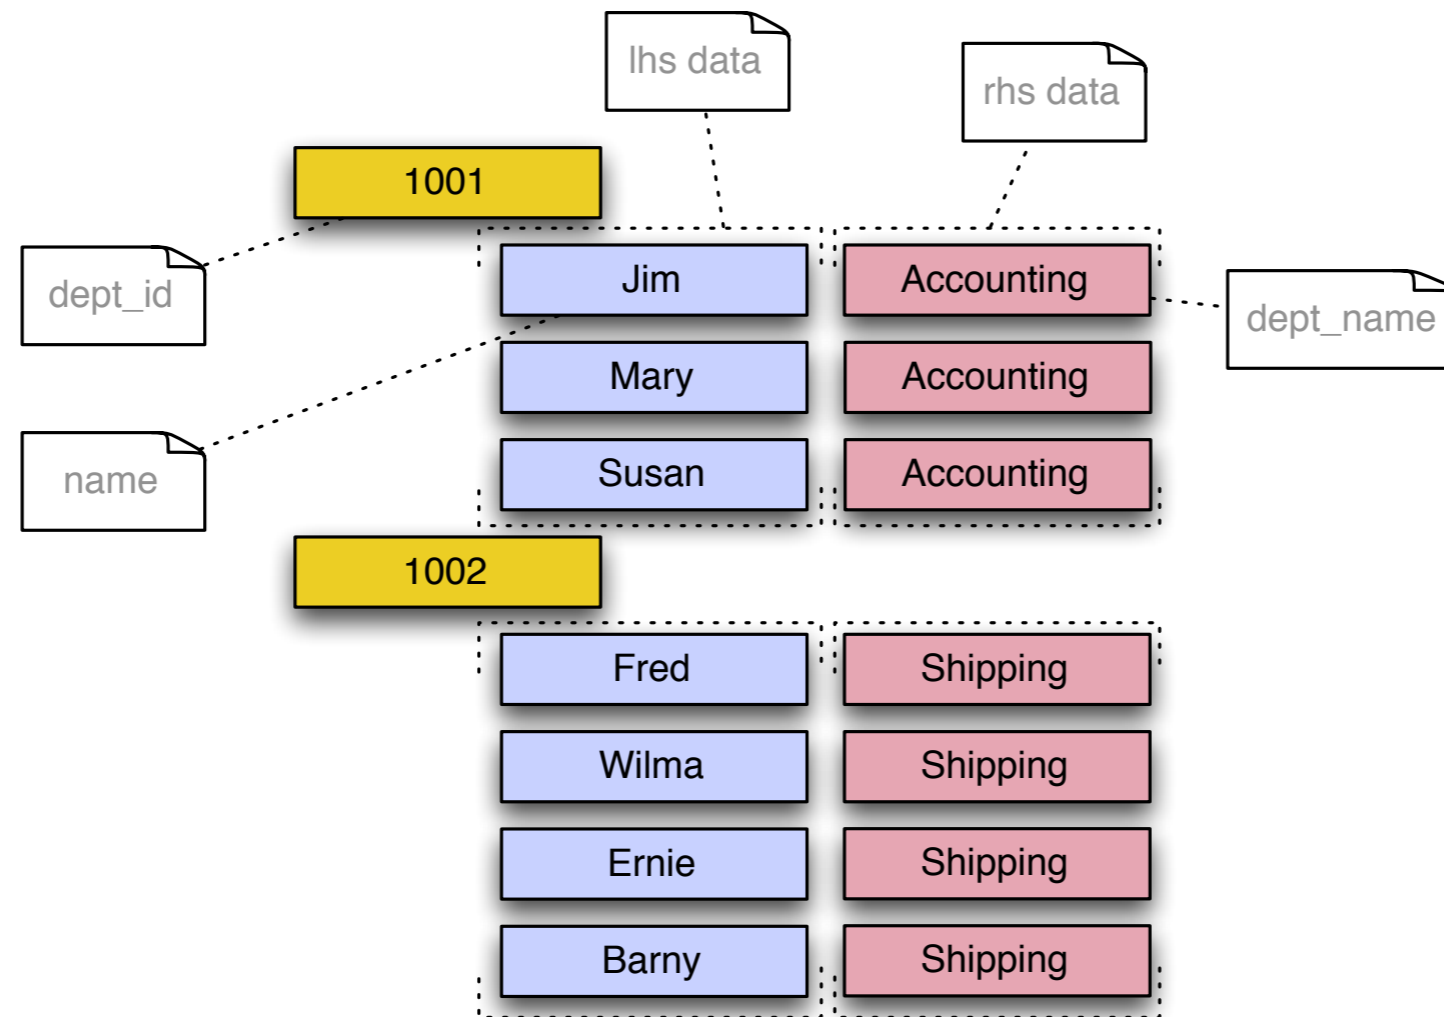 lhs data
rhs data
1001
dept_id
Jim
Accounting
dept_name
Mary
Accounting
name
Susan
Accounting
1002
Fred
Shipping
Wilma
Shipping
Ernie
Shipping
Barny
Shipping